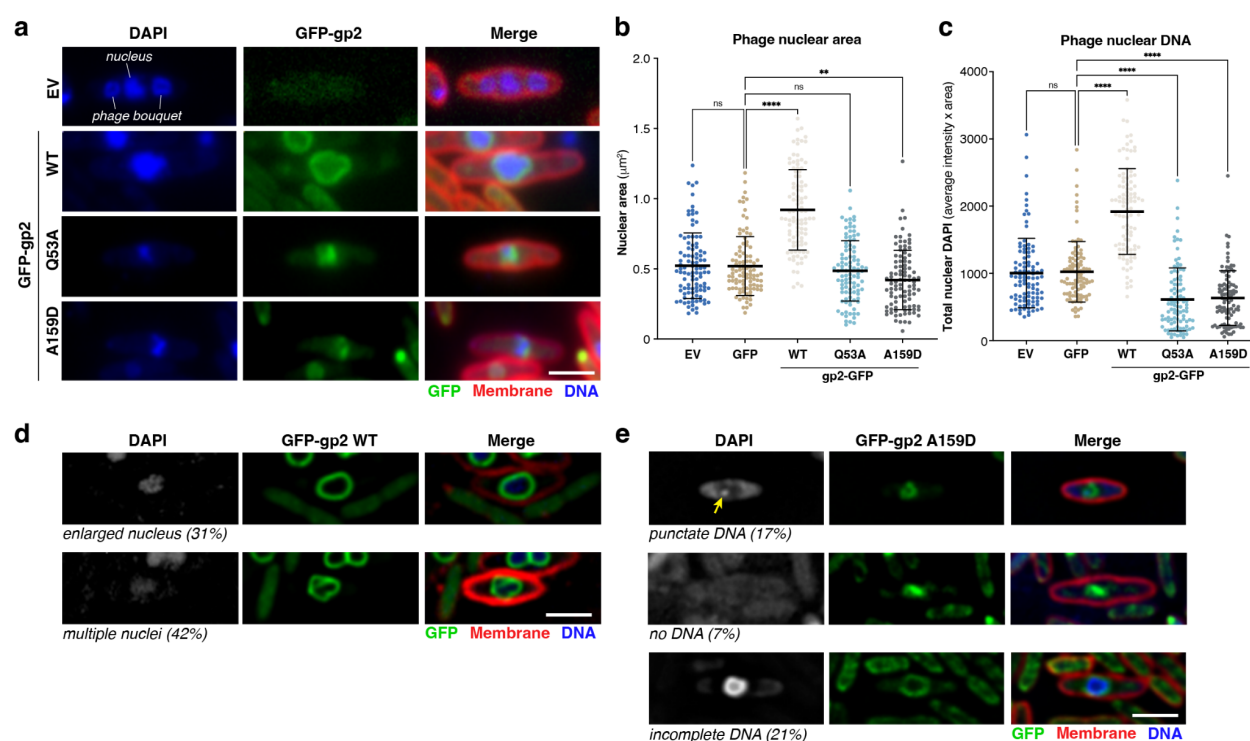 a
DAPI GFP-gp2 Merge
EV
nucleus
phage bouquet
GFP-gp2
WT
Q53A
A159D
GFP Membrane DNA
b
Phage nuclear area
**
ns
ns ****
Nuclear area (μm²)
2.0
1.5
1.0
0.5
0
EV GFP WT Q53A A159D
gp2-GFP
c
Phage nuclear DNA
****
****
ns ****
Total nuclear DAPI (average intensity x area)
4000
3000
2000
1000
0
EV GFP WT Q53A A159D
gp2-GFP
d
DAPI GFP-gp2 WT Merge
enlarged nucleus (31%)
multiple nuclei (42%)
GFP Membrane DNA
e
DAPI GFP-gp2 A159D Merge
punctate DNA (17%)
no DNA (7%)
incomplete DNA (21%)
GFP Membrane DNA